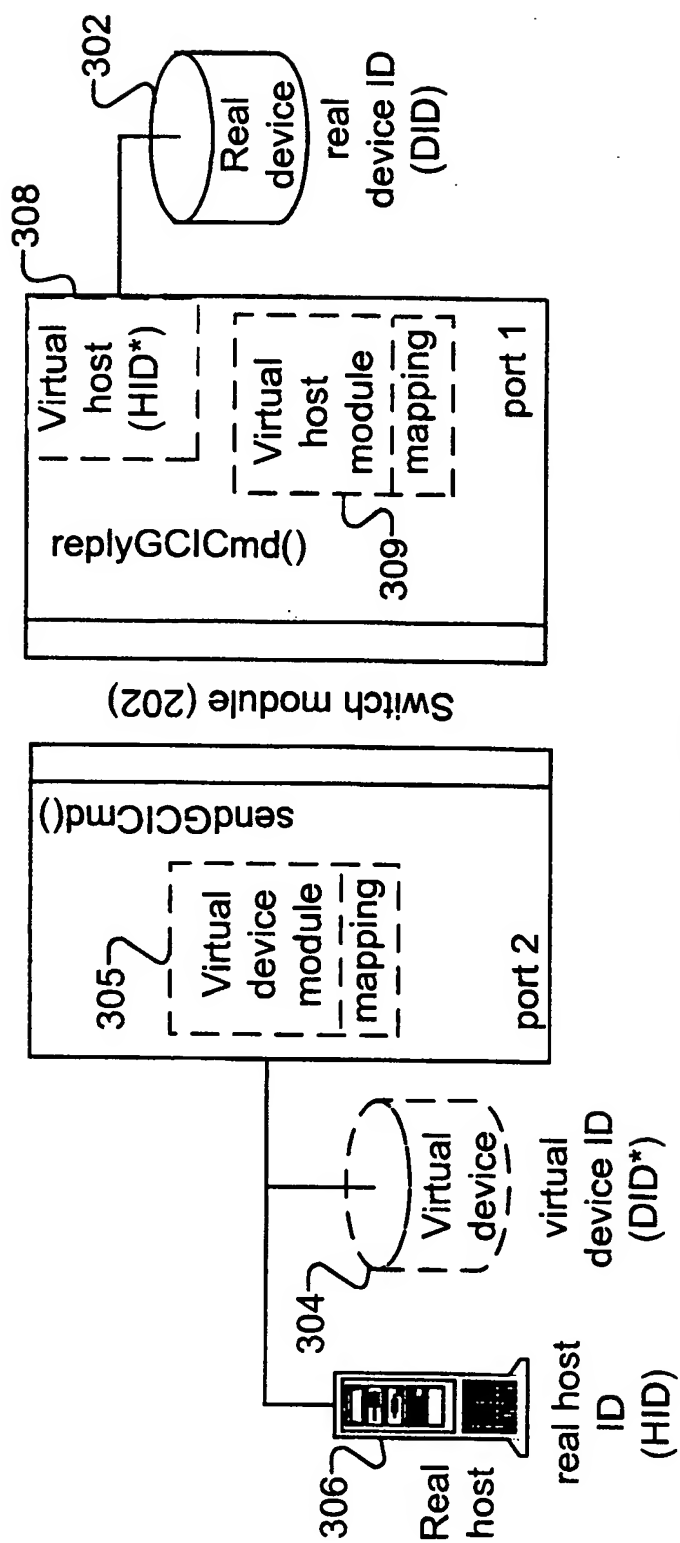 306
Real
host
real host
ID
(HID)
304
Virtual
device
virtual
device ID
(DID*)
305
Virtual
device
module
mapping
sendGCICmd()
port 2
Switch module (202)
replyGCICmd()
Virtual
host
(HID*)
308
Virtual
host
module
mapping
309
port 1
302
Real
device
real
device ID
(DID)